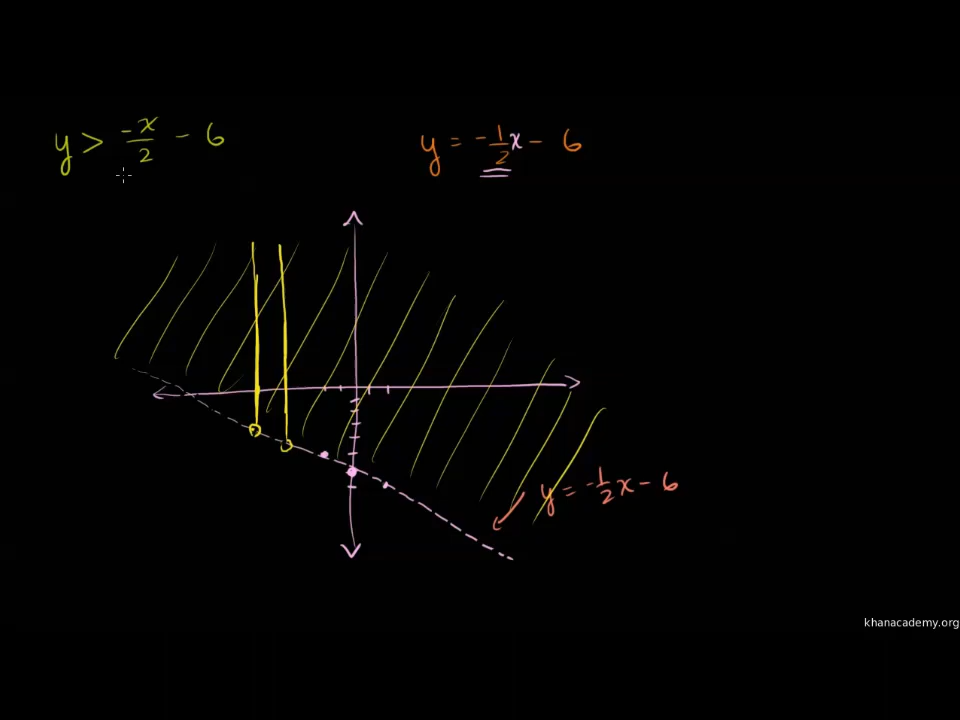 y > -x/2 - 6
y = -1/2x - 6
y = -1/2x - 6
khanacademy.org